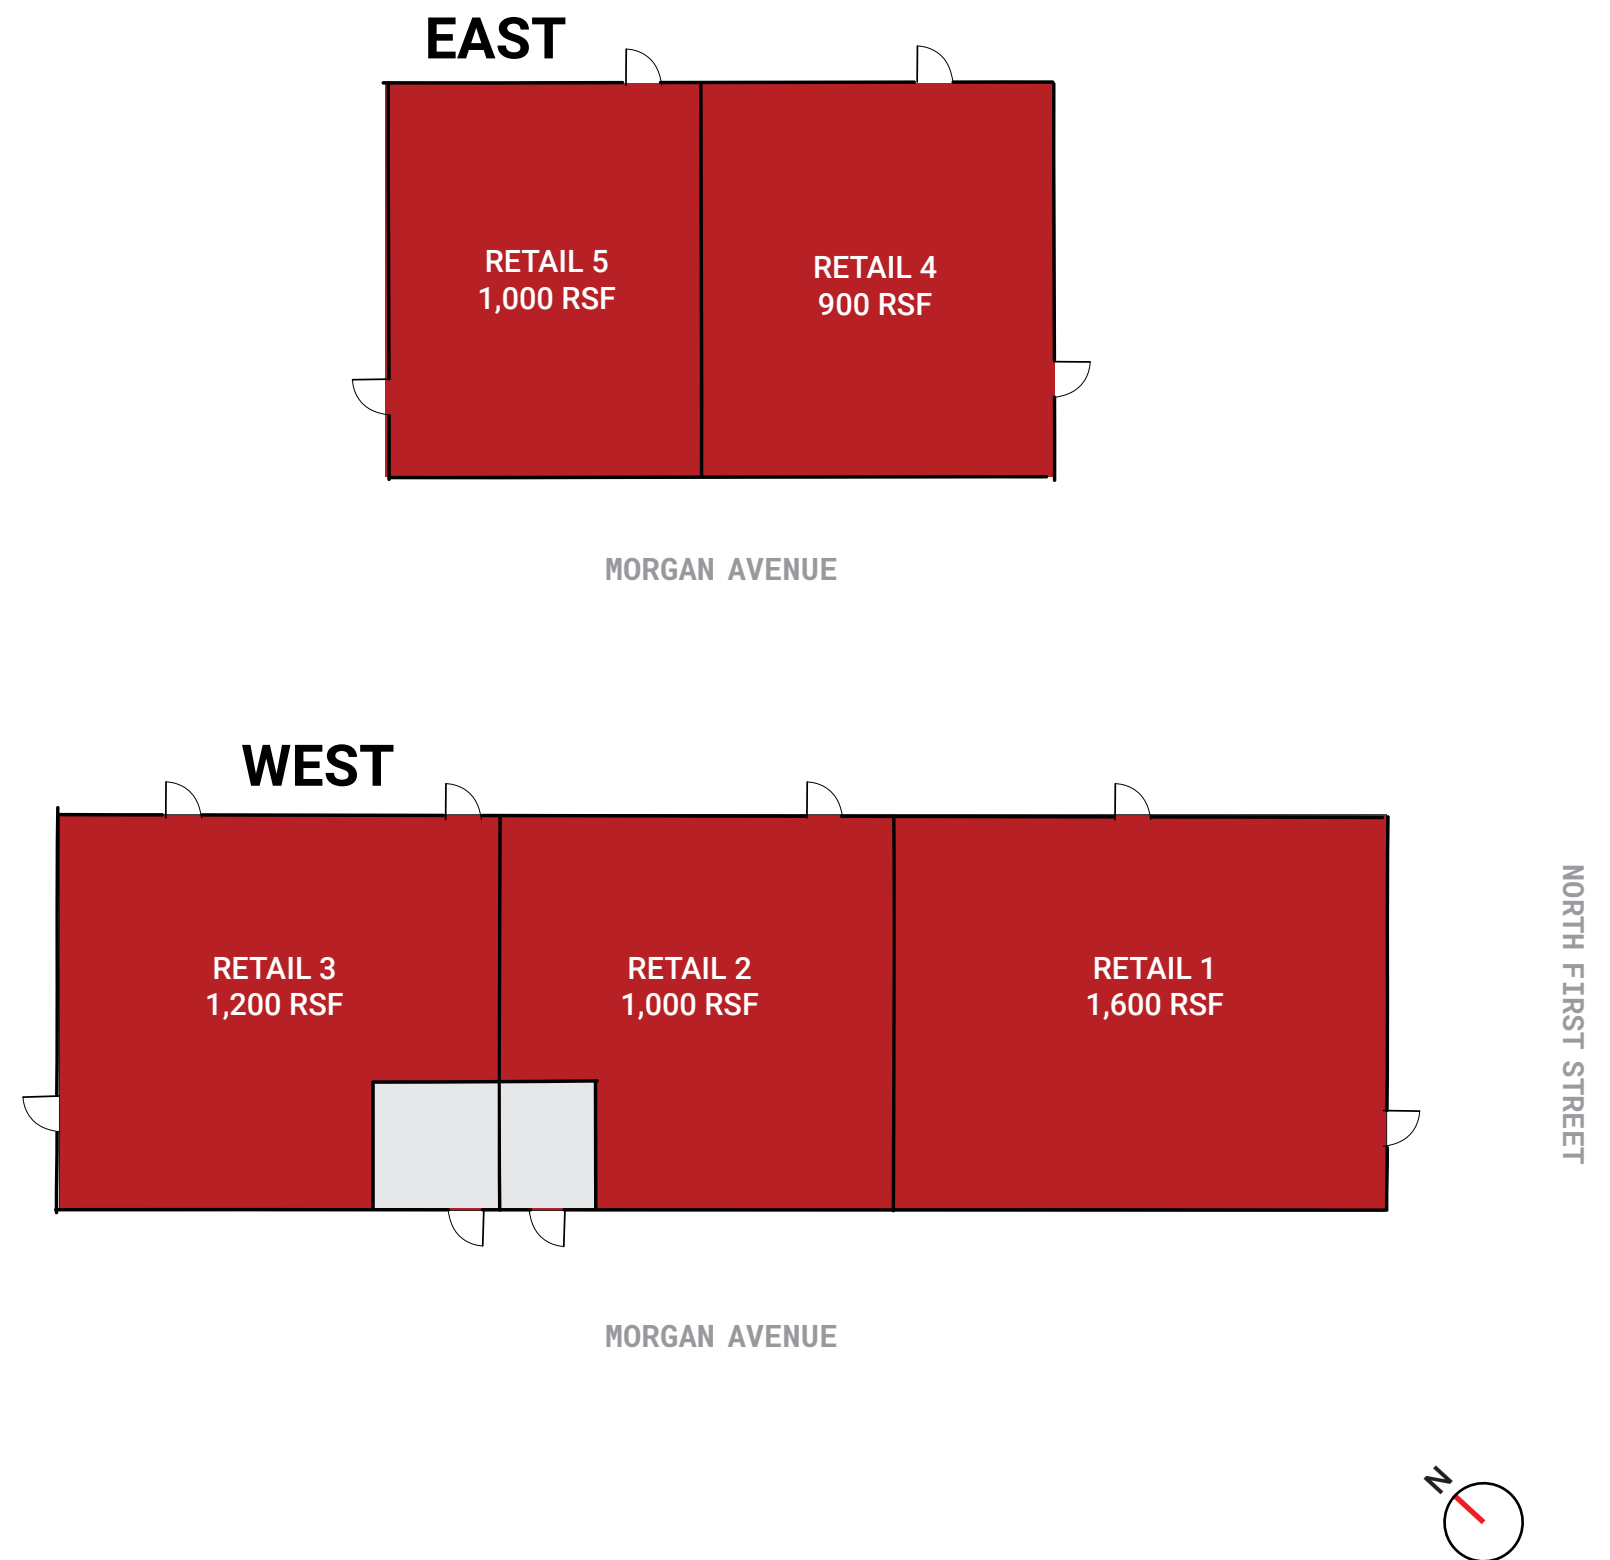 EAST
RETAIL 5
1,000 RSF
RETAIL 4
900 RSF
MORGAN AVENUE
WEST
RETAIL 3
1,200 RSF
RETAIL 2
1,000 RSF
RETAIL 1
1,600 RSF
NORTH FIRST STREET
MORGAN AVENUE
N